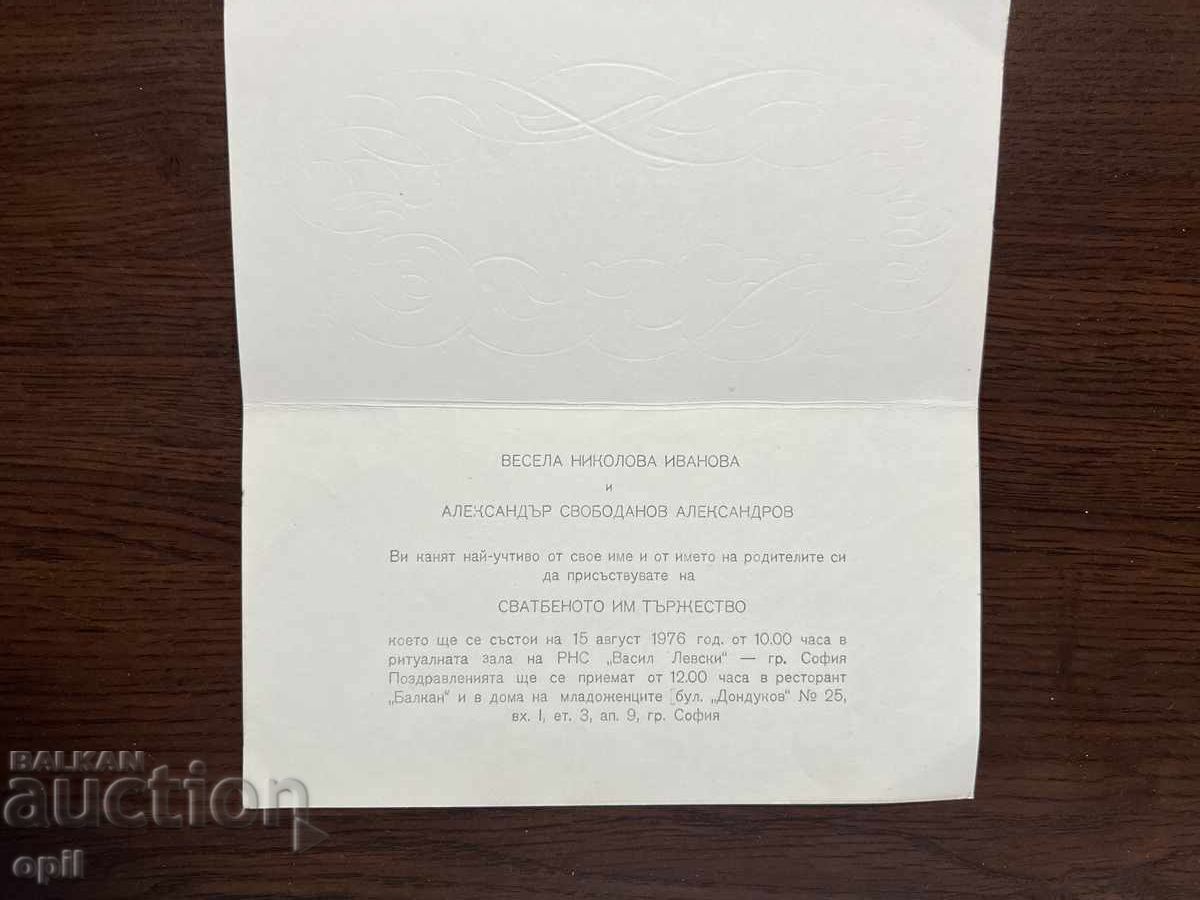 ВЕСЕЛА НИКОЛОВА ИВАНОВА
и
АЛЕКСАНДЪР СВОБОДАНОВ АЛЕКСАНДРОВ
Ви канят най-учтиво от свое име и от името на родителите си
да присъствувате на
СВАТБЕНОТО ИМ ТЪРЖЕСТВО
което ще се състои на 15 август 1976 год. от 10.00 часа в
ритуалната зала на РНС „Васил Левски" — гр. София
Поздравленията ще се приемат от 12.00 часа в ресторант
„Балкан" и в дома на младоженците [бул. „Дондуков" № 25,
вх. I, ет. 3, ап. 9, гр. София
BALKAN
auction
opil